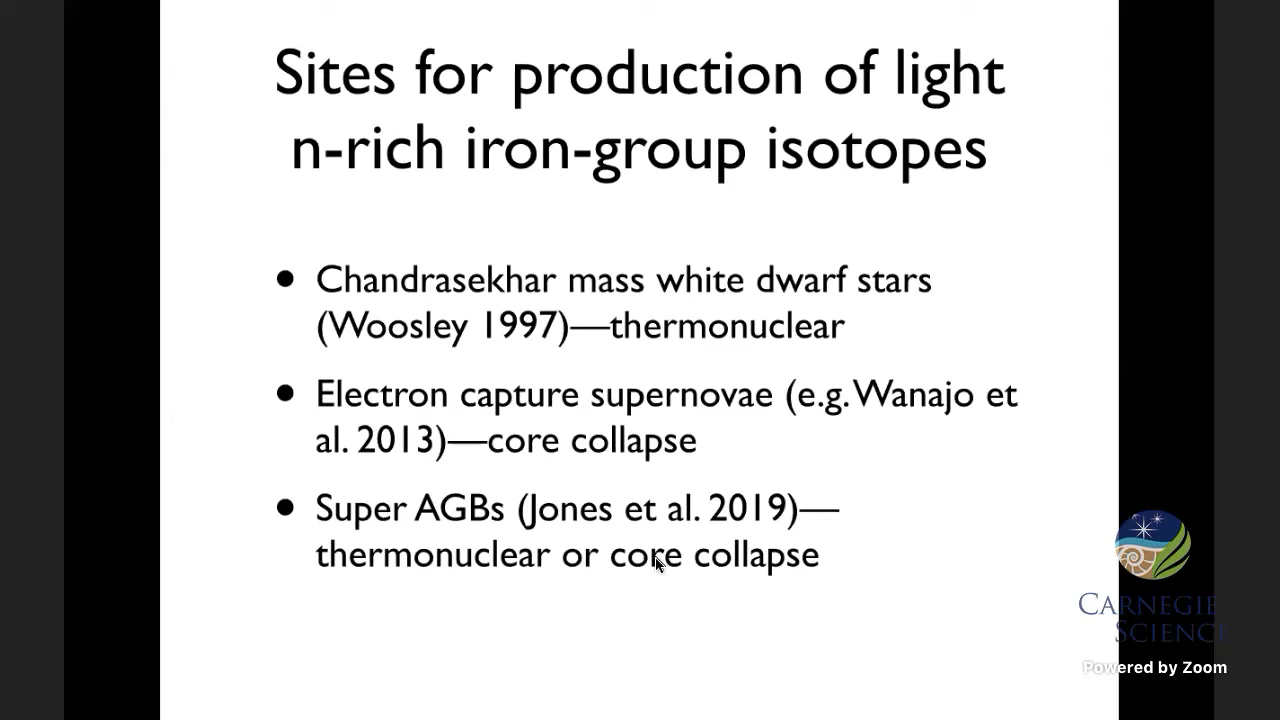 Sites for production of light
n-rich iron-group isotopes
• Chandrasekhar mass white dwarf stars
(Woosley 1997)—thermonuclear
• Electron capture supernovae (e.g. Wanajo et
al. 2013)—core collapse
• Super AGBs (Jones et al. 2019)—
thermonuclear or core collapse
CARNEGIE
SCIENCE
Powered by Zoom